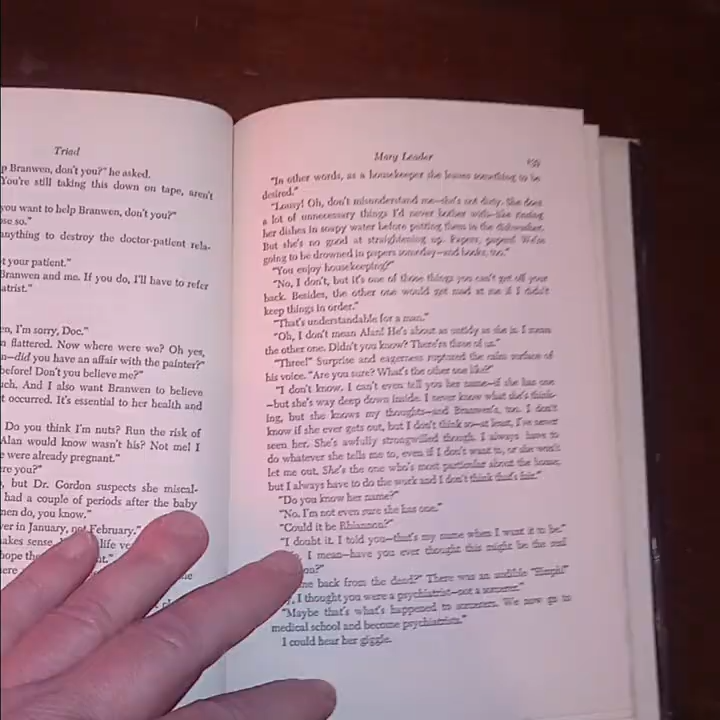 Triad
p Branwen, don't you?" he asked.
You're still taking this down on tape, aren't
you want to help Branwen, don't you?"
se so."
anything to destroy the doctor-patient rela-
t your patient."
Branwen and me. If you do, I'll have to refer
atrist."
en, I'm sorry, Doc."
n flattered. Now where were we? Oh yes,
n—did you have an affair with the painter?"
before! Don't you believe me?"
uch. And I also want Branwen to believe
t occurred. It's essential to her health and
Do you think I'm nuts? Run the risk of
Alan would know wasn't his? Not me! I
e were already pregnant."
re you?"
, but Dr. Gordon suspects she miscal-
had a couple of periods after the baby
men do, you know."
ver in January, not February."
akes sense. life ve
hope th nt."
ere
Mary Leader
"In other words, as a housekeeper she leaves something to be
desired."
"Lousy! Oh, don't misunderstand me—she's not dirty. She does
a lot of unnecessary things I'd never bother with—like rinsing
her dishes in soapy water before putting them in the dishwasher.
But she's no good at straightening up. Papers, papers! We're
going to be drowned in papers someday—and books, too."
"You enjoy housekeeping?"
"No, I don't, but it's one of those things you can't get off your
back. Besides, the other one would get mad at me if I didn't
keep things in order."
"That's understandable for a man."
"Oh, I don't mean Alan! He's about as untidy as she is. I mean
the other one. Didn't you know? There're three of us."
"Three!" Surprise and eagerness ruptured the calm surface of
his voice. "Are you sure? What's the other one like?"
"I don't know. I can't even tell you her name—if she has one
—but she's way deep down inside. I never know what she's think-
ing, but she knows my thoughts—and Branwen's, too. I don't
know if she ever gets out, but I don't think so—at least, I've never
seen her. She's awfully strongwilled though. I always have to
do whatever she tells me to, even if I don't want to, or she won't
let me out. She's the one who's most particular about the house,
but I always have to do the work and I don't think that's fair."
"Do you know her name?"
"No. I'm not even sure she has one."
"Could it be Rhiannon?"
"I doubt it. I told you—that's my name when I want it to be."
I mean—have you ever thought this might be the real
non?"
me back from the dead?" There was an audible
, I thought you were a psychiatrist—not a sorcerer."
"Maybe that's what's happened to sorcerers. We now go to
medical school and become psychiatrists."
I could hear her giggle.